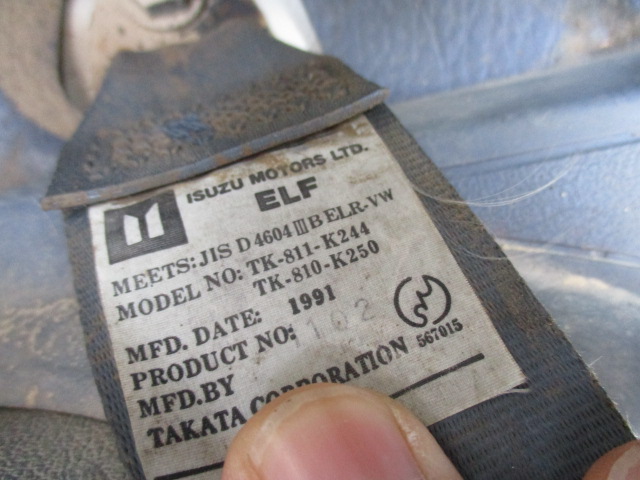 ISUZU MOTORS LTD.
ELF
MEETS: JIS D 4604 III B ELR-VW
MODEL NO: TK-811-K244
TK-810-K250
MFD. DATE: 1991
PRODUCT NO: 1102
567015
MFD.BY
TAKATA CORPORATION